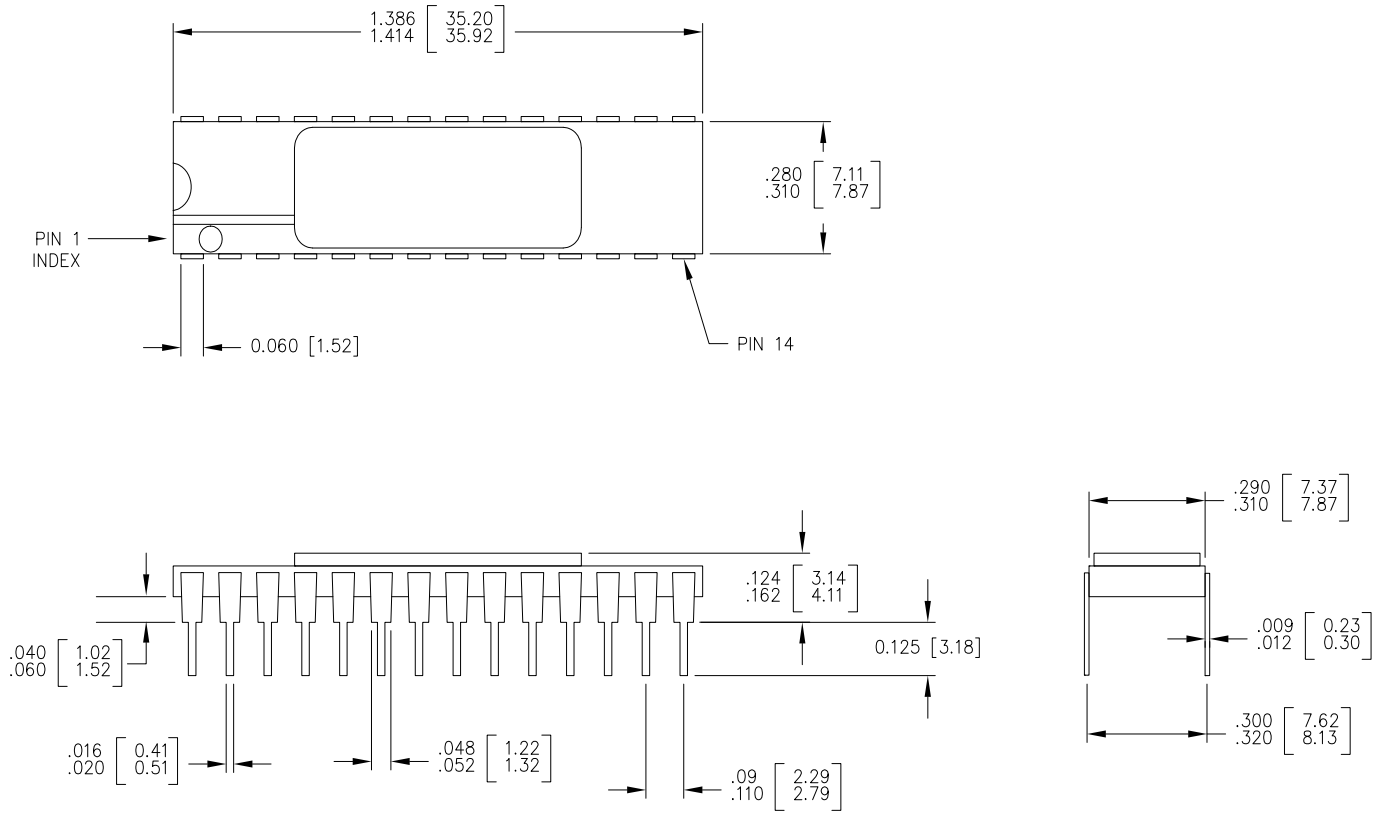 1.386 [ 35.20
1.414 [ 35.92 ]
.280 [ 7.11
.310 [ 7.87 ]
PIN 1
INDEX
0.060 [1.52]
PIN 14
.290 [ 7.37
.310 [ 7.87 ]
.124 [ 3.14
.162 [ 4.11 ]
.009 [ 0.23
.012 [ 0.30 ]
.040 [ 1.02
.060 [ 1.52 ]
0.125 [3.18]
.300 [ 7.62
.320 [ 8.13 ]
.016 [ 0.41
.020 [ 0.51 ]
.048 [ 1.22
.052 [ 1.32 ]
.09 [ 2.29
.110 [ 2.79 ]